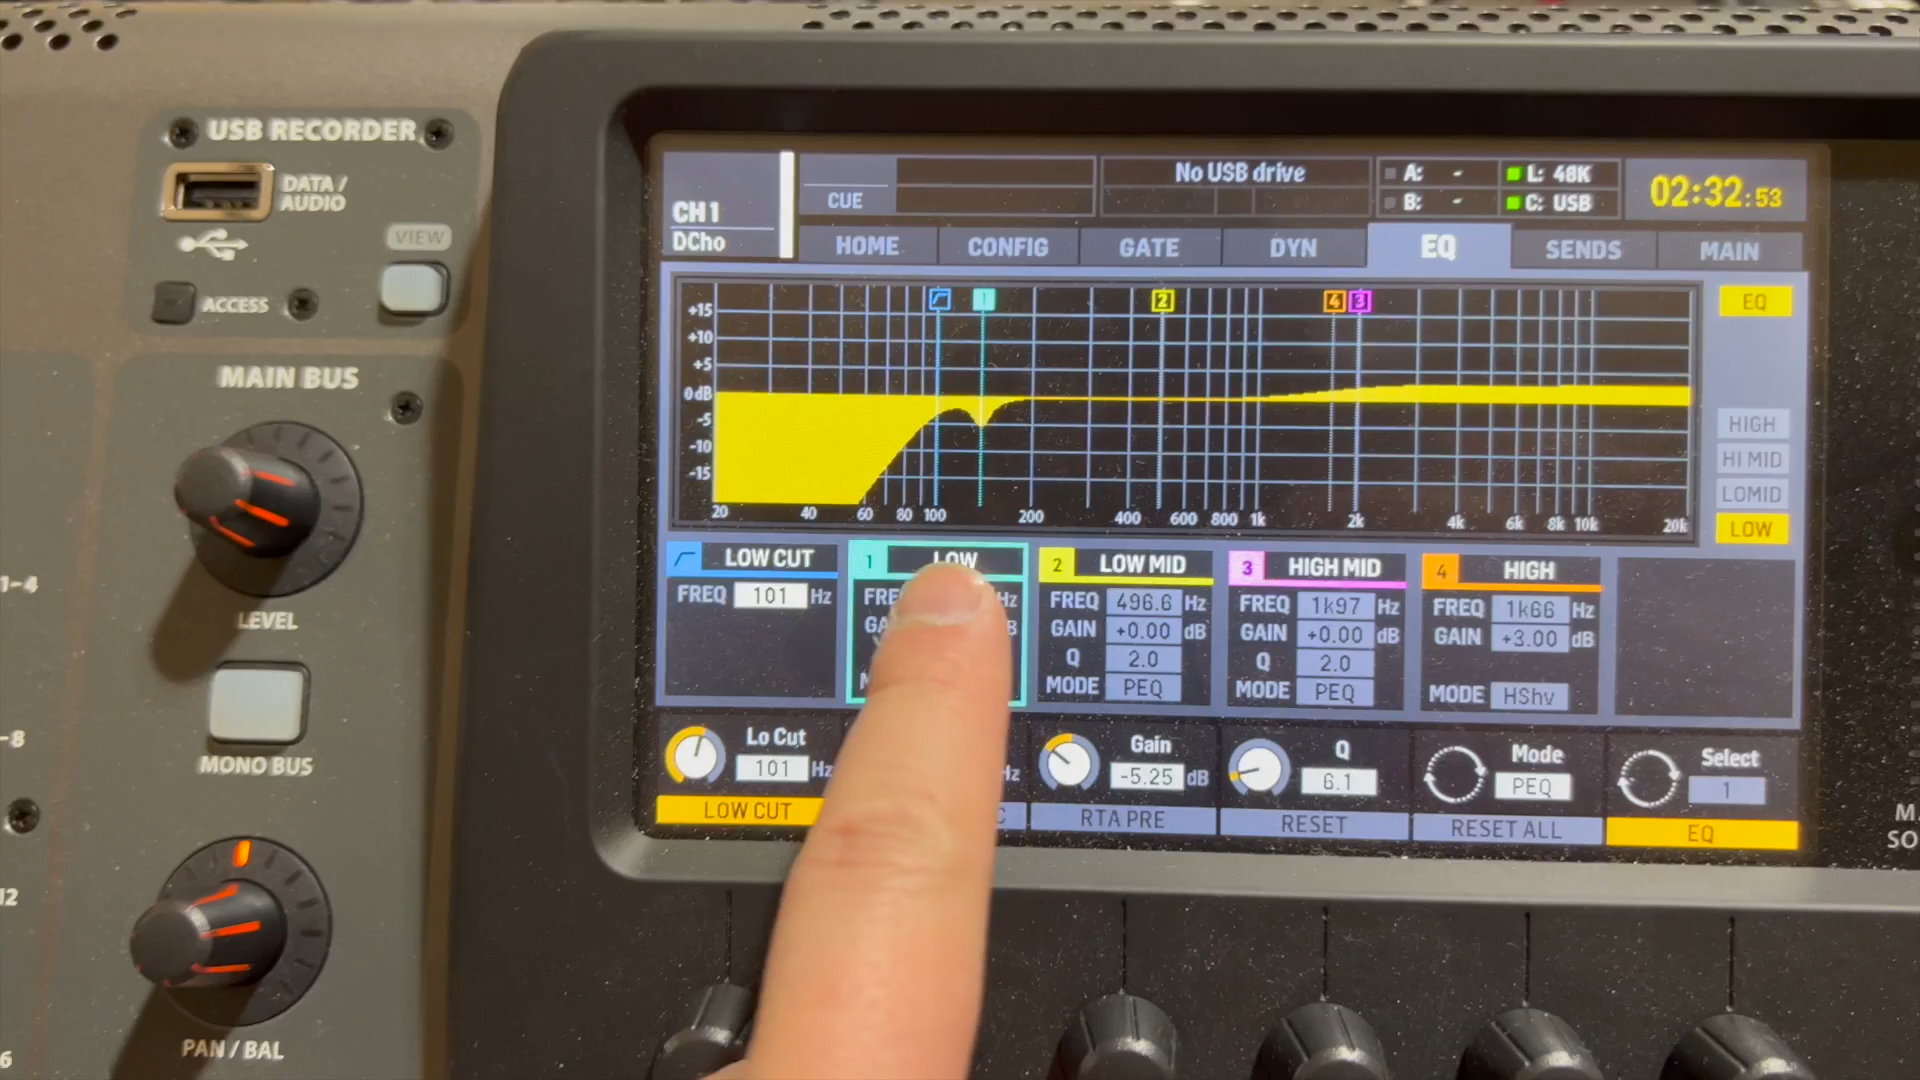 USB RECORDER
DATA /
AUDIO
VIEW
ACCESS
MAIN BUS
LEVEL
MONO BUS
PAN / BAL
1-4
-8
12
6
CH 1
DCho
CUE
No USB drive
A: -
B: -
L: 48K
C: USB
02:32:53
HOME
CONFIG
GATE
DYN
EQ
SENDS
MAIN
1
2
4
3
+15
+10
+5
0dB
-5
-10
-15
20
40
60
80
100
200
400
600
800
1k
2k
4k
6k
8k
10k
20k
EQ
HIGH
HI MID
LOMID
LOW
LOW CUT
FREQ 101 Hz
1 LOW
2 LOW MID
FREQ 496.6 Hz
GAIN +0.00 dB
Q 2.0
MODE PEQ
3 HIGH MID
FREQ 1k97 Hz
GAIN +0.00 dB
Q 2.0
MODE PEQ
4 HIGH
FREQ 1k66 Hz
GAIN +3.00 dB
MODE HShv
Lo Cut
101 Hz
LOW CUT
Gain
-5.25 dB
RTA PRE
Q
6.1
RESET
Mode
PEQ
RESET ALL
Select
1
EQ